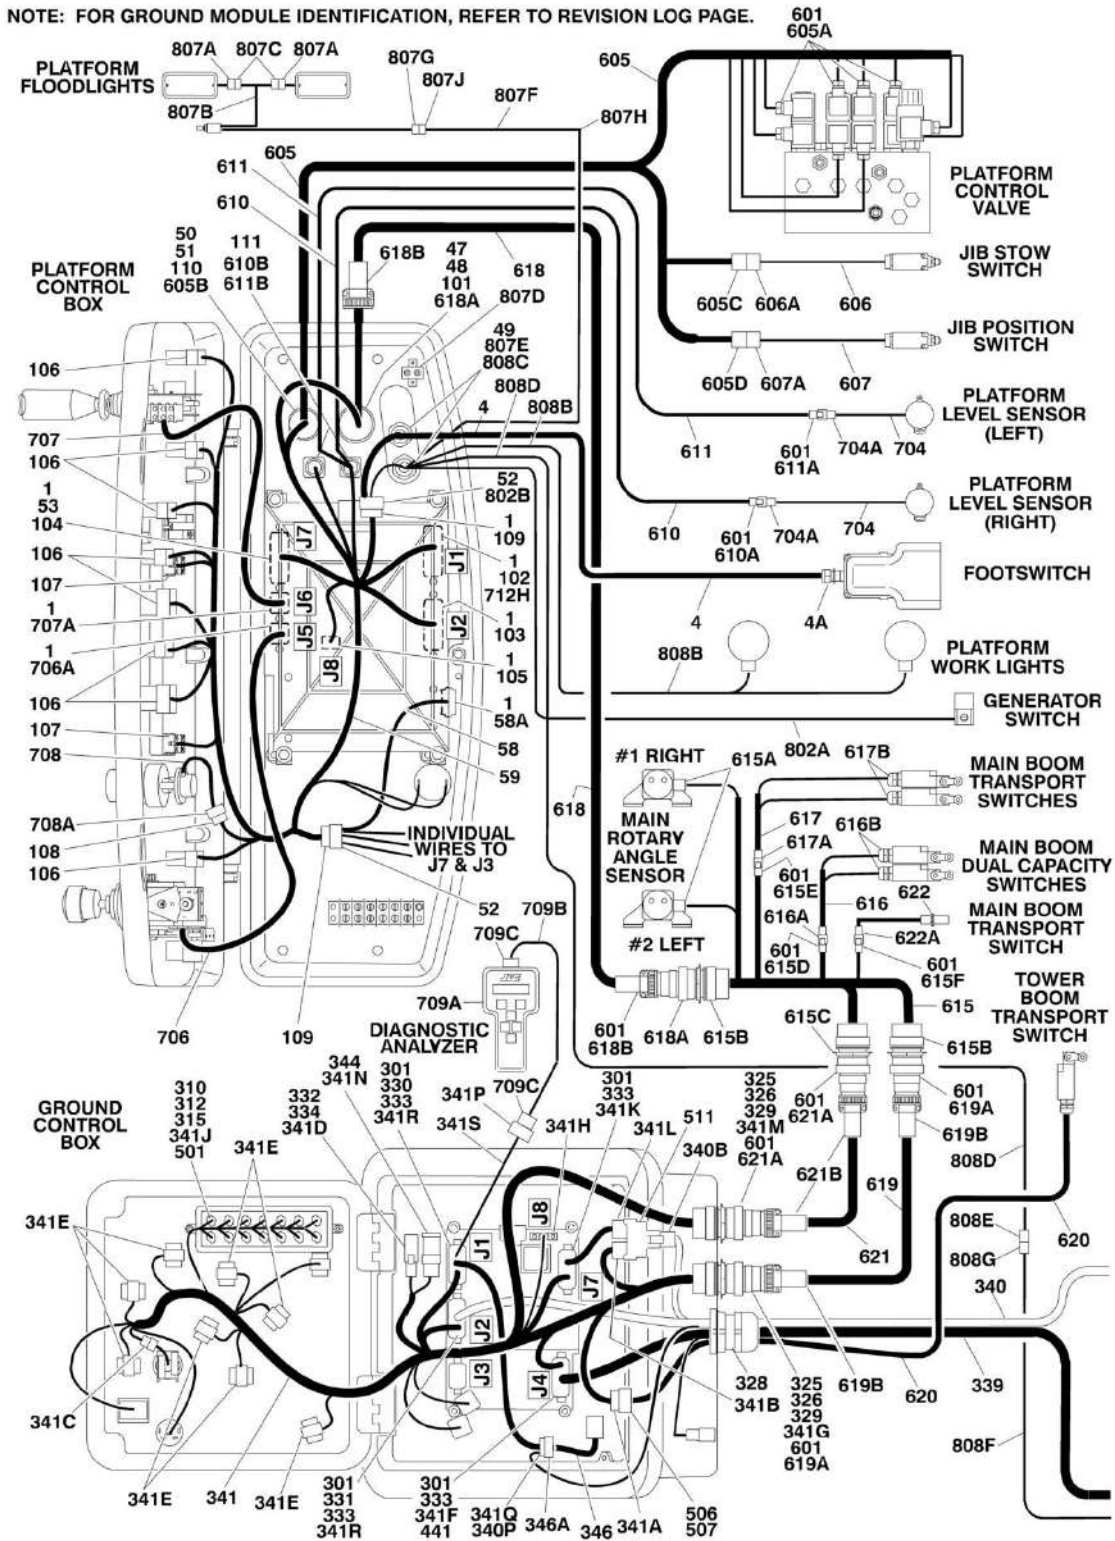 NOTE: FOR GROUND MODULE IDENTIFICATION, REFER TO REVISION LOG PAGE.
601
605A
807A
807C
807A
807G
807J
605
PLATFORM
FLOODLIGHTS
807B
807F
807H
605
611
610
PLATFORM
CONTROL
VALVE
50
51
110
605B
111
610B
611B
618B
47
48
101
618A
618
807D
JIB STOW
SWITCH
605C
606A
606
PLATFORM
CONTROL
BOX
49
807E
808C
808D
JIB POSITION
SWITCH
605D
607A
607
106
4
808B
PLATFORM
LEVEL SENSOR
(LEFT)
611
601
611A
704A
704
707
106
1
53
104
52
802B
PLATFORM
LEVEL SENSOR
(RIGHT)
610
601
610A
704A
704
J7
J1
1
109
106
107
1
102
712H
FOOTSWITCH
1
707A
J6
J5
J2
1
103
4
4A
1
706A
J8
1
105
808B
PLATFORM
WORK LIGHTS
106
1
58A
GENERATOR
SWITCH
107
708
58
59
802A
#1 RIGHT
615A
617B
MAIN BOOM
TRANSPORT
SWITCHES
618
617
617A
708A
108
106
INDIVIDUAL
WIRES TO
J7 & J3
MAIN
ROTARY
ANGLE
SENSOR
616B
MAIN BOOM
DUAL CAPACITY
SWITCHES
601
615E
616
622
52
709B
709C
616A
#2 LEFT
601
615D
622A
MAIN BOOM
TRANSPORT
SWITCH
601
615F
709A
706
109
DIAGNOSTIC
ANALYZER
601
618B
618A
615B
615C
615
TOWER
BOOM
TRANSPORT
SWITCH
615B
344
341N
301
330
333
341R
341P
709C
301
333
341K
325
326
329
341M
601
621A
601
621A
601
619A
GROUND
CONTROL
BOX
310
312
315
341J
501
332
334
341D
341S
341H
341L
511
340B
619B
621B
808D
341E
619
341E
J8
808E
808G
620
J1
J7
621
340
J2
J3
J4
328
341B
325
326
329
341G
601
619A
619B
620
339
341C
808F
341E
341
341E
301
331
333
341R
301
333
341F
441
341Q
340P
346A
346
341A
506
507